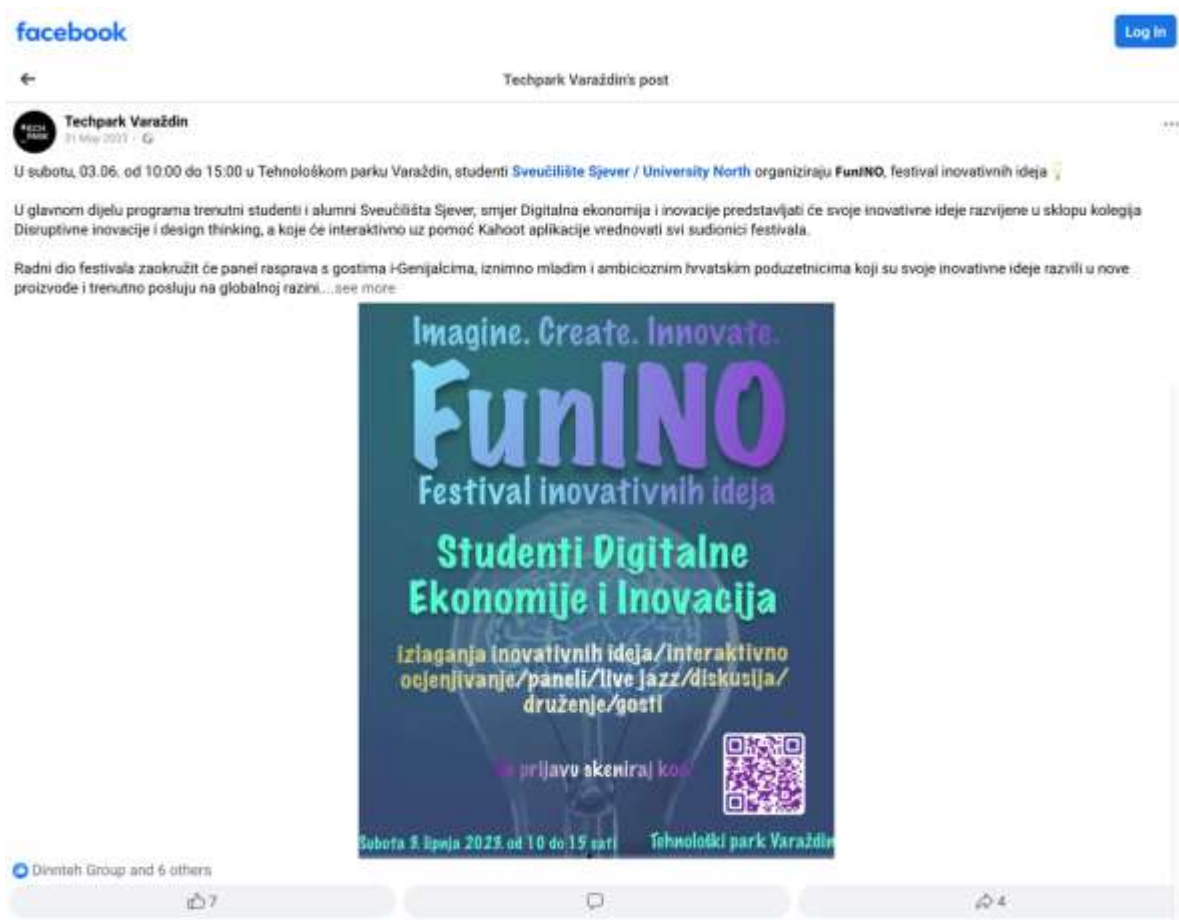 facebook
Log In
Techpark Varaždin's post
TECH
PARK
Techpark Varaždin
31 May 2023
U subotu, 03.06. od 10:00 do 15:00 u Tehnološkom parku Varaždin, studenti Sveučilište Sjever / University North organiziraju FunINO, festival inovativnih ideja
U glavnom dijelu programa trenutni studenti i alumni Sveučilišta Sjever, smjer Digitalna ekonomija i inovacije predstavljati će svoje inovativne ideje razvijene u sklopu kolegija
Disruptivne inovacije i design thinking, a koje će interaktivno uz pomoć Kahoot aplikacije vrednovati svi sudionici festivala.
Radni dio festivala zaokružit će panel rasprava s gostima i-Genijalcima, iznimno mladim i ambicioznim hrvatskim poduzetnicima koji su svoje inovativne ideje razvili u nove
proizvode i trenutno posluju na globalnoj razini....see more
Imagine. Create. Innovate.
FunINO
Festival inovativnih ideja
Studenti Digitalne
Ekonomije i Inovacija
izlaganja inovativnih ideja/interaktivno
ocjenjivanje/paneli/live jazz/diskusija/
druženje/gosti
prijavu skeniraj kod
Subota 3. lipnja 2023. od 10 do 15 sati
Tehnološki park Varaždin
Dinnteh Group and 6 others
7
4